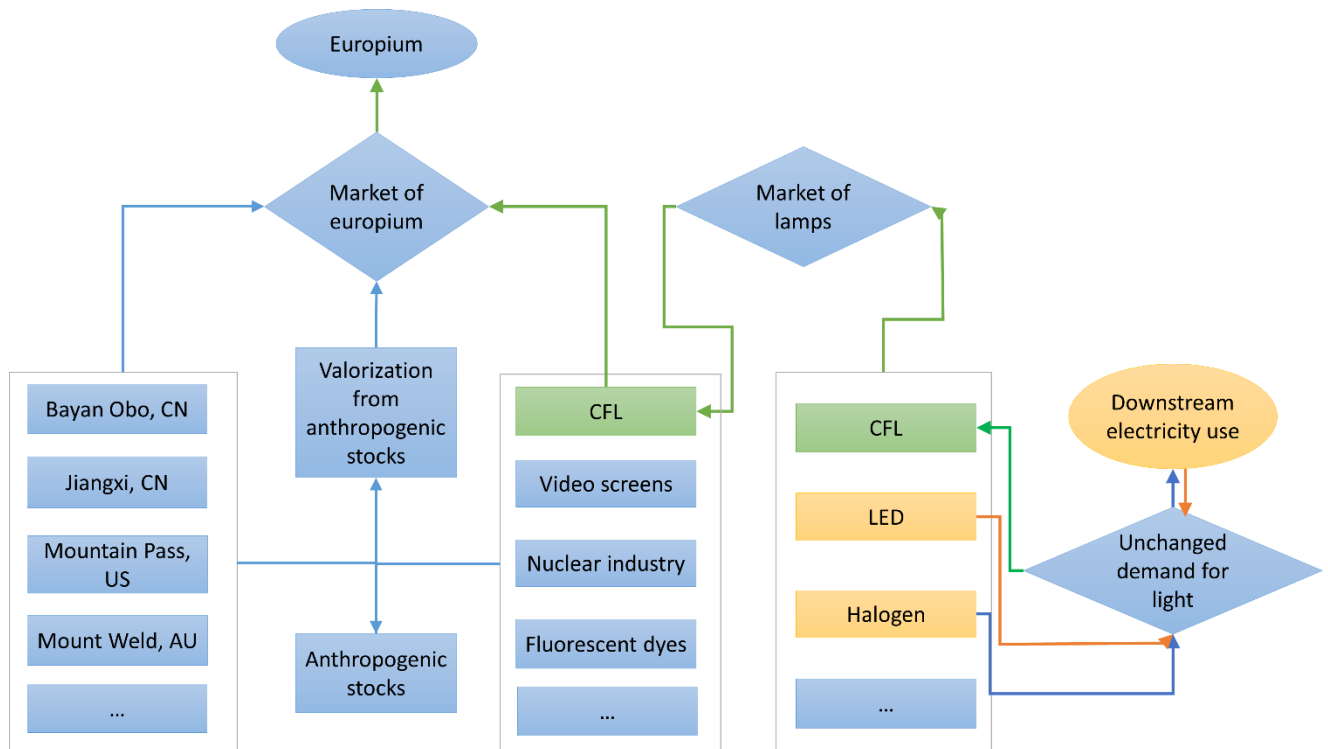 Europium
Market of
europium
Market of
lamps
Bayan Obo, CN
Jiangxi, CN
Mountain Pass,
US
Mount Weld, AU
...
Valorization
from
anthropogenic
stocks
Anthropogenic
stocks
CFL
Video screens
Nuclear industry
Fluorescent dyes
...
CFL
LED
Halogen
...
Downstream
electricity use
Unchanged
demand for
light